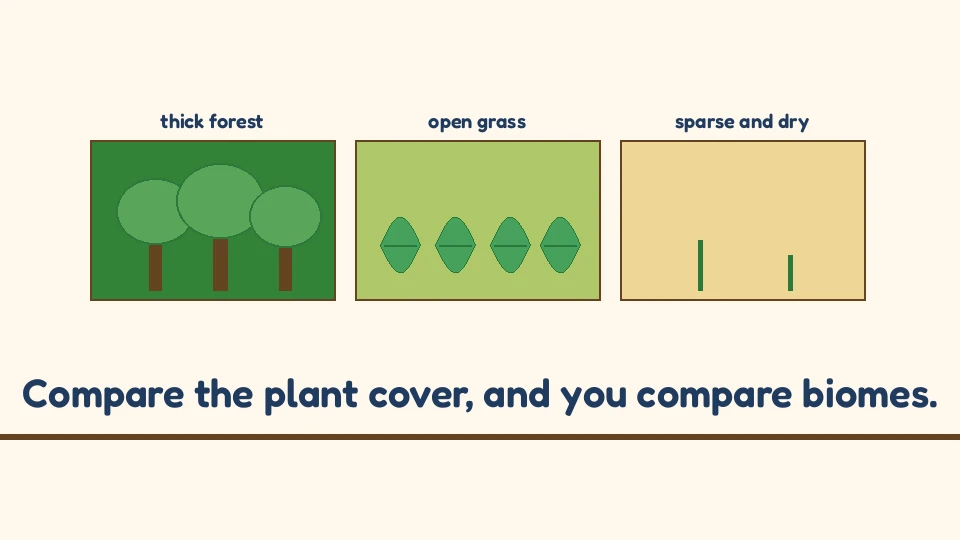 thick forest
open grass
sparse and dry
Compare the plant cover, and you compare biomes.